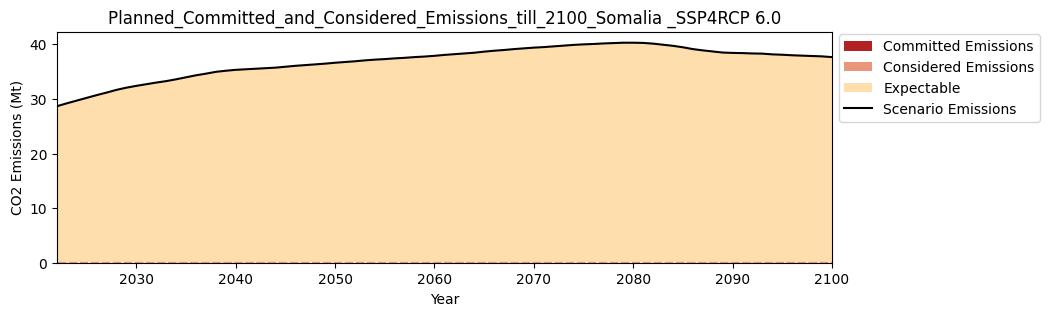 Planned_Committed_and_Considered_Emissions_till_2100_Somalia _SSP4RCP 6.0
CO2 Emissions (Mt)
40
30
20
10
0
2030 2040 2050 2060 2070 2080 2090 2100
Year
Committed Emissions
Considered Emissions
Expectable
Scenario Emissions